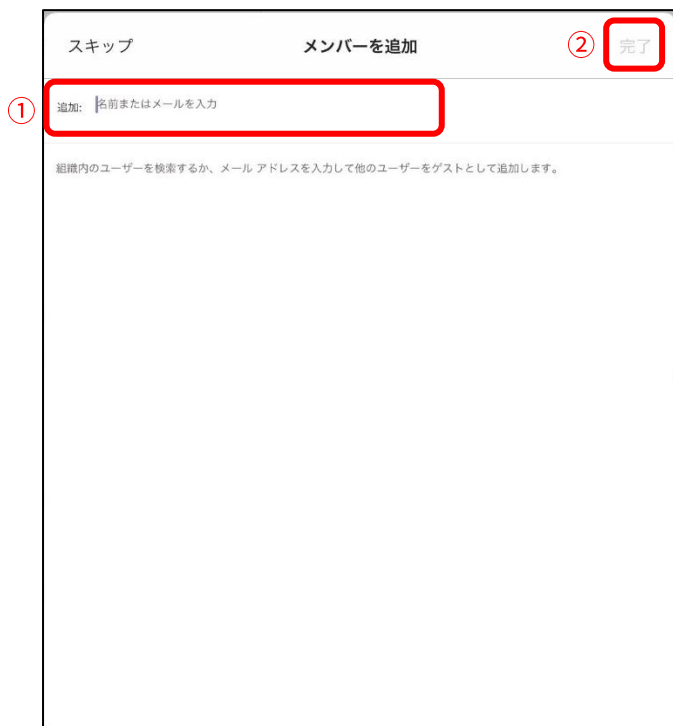 スキップ メンバーを追加 ② 完了
① 追加: 名前またはメールを入力
組織内のユーザーを検索するか、メール アドレスを入力して他のユーザーをゲストとして追加します。